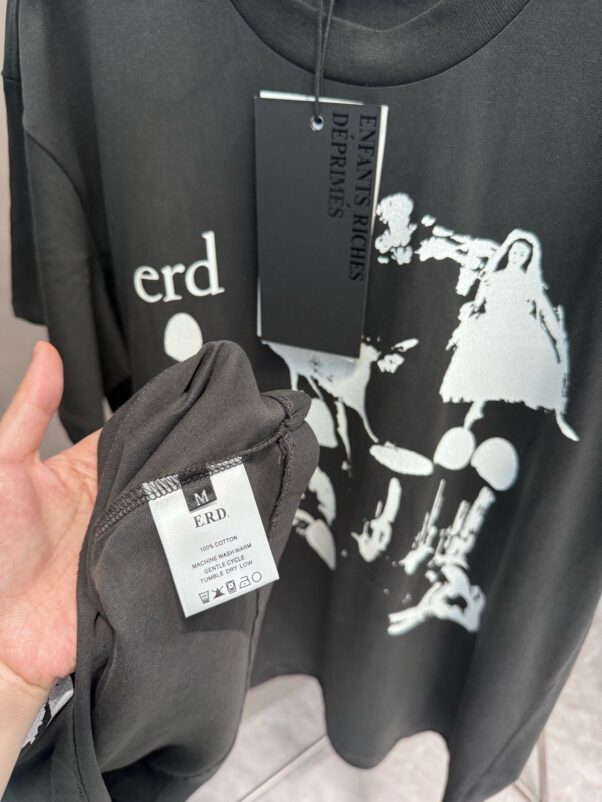 ENFANTS RICHES
DÉPRIMÉS
erd
M
E.R.D.
100% COTTON
MACHINE WASH WARM
GENTLE CYCLE
TUMBLE DRY LOW